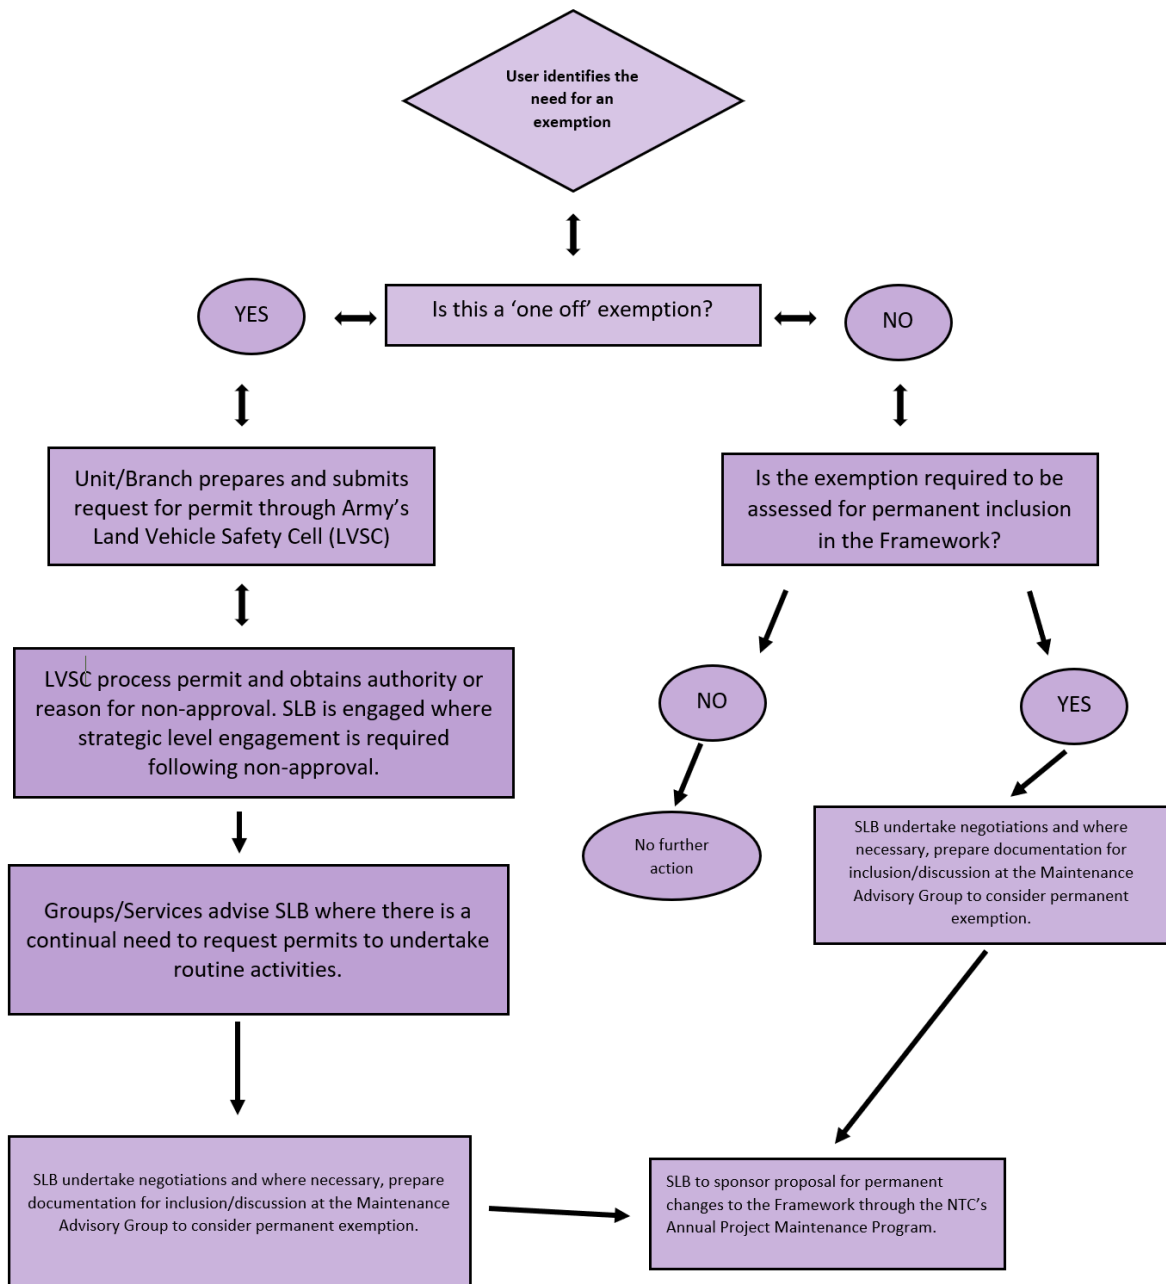 User identifies the
need for an
exemption
Is this a ‘one off’ exemption?
YES
NO
Unit/Branch prepares and submits
request for permit through Army’s
Land Vehicle Safety Cell (LVSC)
Is the exemption required to be
assessed for permanent inclusion
in the Framework?
LVSC process permit and obtains authority or
reason for non-approval. SLB is engaged where
strategic level engagement is required
following non-approval.
NO
YES
No further
action
SLB undertake negotiations and where
necessary, prepare documentation for
inclusion/discussion at the Maintenance
Advisory Group to consider permanent
exemption.
Groups/Services advise SLB where there is a
continual need to request permits to undertake
routine activities.
SLB undertake negotiations and where necessary, prepare
documentation for inclusion/discussion at the Maintenance
Advisory Group to consider permanent exemption.
SLB to sponsor proposal for permanent
changes to the Framework through the NTC’s
Annual Project Maintenance Program.